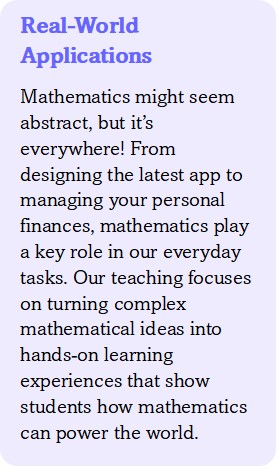 Real-World
Applications
Mathematics might seem
abstract, but it’s
everywhere! From
designing the latest app to
managing your personal
finances, mathematics play
a key role in our everyday
tasks. Our teaching focuses
on turning complex
mathematical ideas into
hands-on learning
experiences that show
students how mathematics
can power the world.